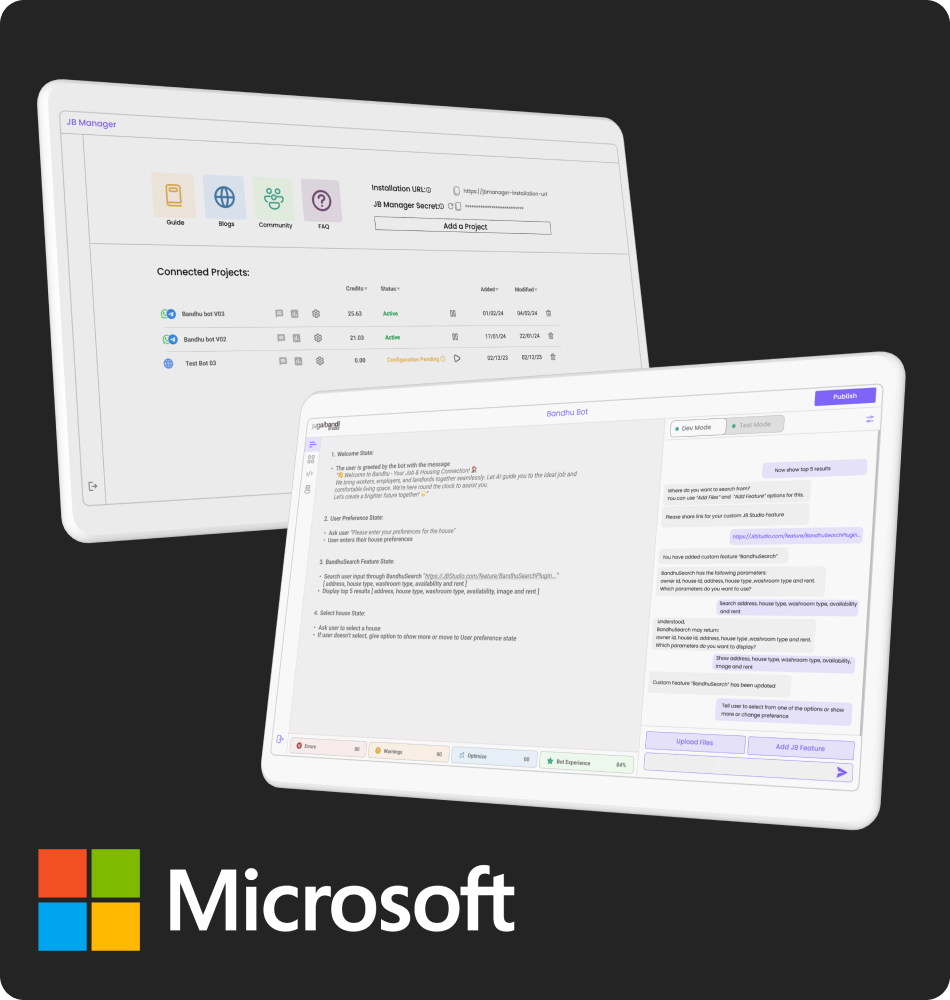 JB Manager
Guide
Blogs
Community
FAQ
Installation URL:
https://jbmanager-installation-url
JB Manager Secret:
************************
Add a Project
Connected Projects:
Credits Status Added Modified
Bandhu bot V03 25.63 Active 01/02/24 04/02/24
Bandhu bot V02 21.03 Active 17/01/24 22/01/24
Test Bot 03 0.00 Configuration Pending 02/12/23 02/12/23
jugalbandi
Bandhu Bot
Publish
1. Welcome State:
• The user is greeted by the bot with the message
"👋 Welcome to Bandhu - Your Job & Housing Connection! 🏠
We bring workers, employers, and landlords together seamlessly. Let AI guide you to the ideal job and
comfortable living space. We're here round the clock to assist you.
Let's create a brighter future together! 🌟"
2. User Preference State:
• Ask user "Please enter your preferences for the house"
• User enters their house preferences
3. BandhuSearch Feature State:
• Search user input through BandhuSearch "https://JBStudio.com/feature/BandhuSearchPlugin..."
[ address, house type, washroom type, availability and rent ]
• Display top 5 results [ address, house type, washroom type, availability, image and rent ]
4. Select house State:
• Ask user to select a house
• If user doesn't select, give option to show more or move to User preference state
Errors 00
Warnings 00
Optimize 00
Bot Experience 84%
Dev Mode
Test Mode
Now show top 5 results
Where do you want to search from?
You can use "Add Files" and "Add Feature" options for this.
Please share link for your custom JB Studio Feature
https://JBStudio.com/feature/BandhuSearchPlugin...
You have added custom feature "BandhuSearch"
BandhuSearch has the following parameters:
owner id, house id, address, house type ,washroom type and rent.
Which parameters do you want to use?
Search address, house type, washroom type, availability
and rent
Understood.
BandhuSearch may return:
owner id, house id, address, house type ,washroom type and rent.
Which parameters do you want to display?
Show address, house type, washroom type, availability,
image and rent
Custom Feature "BandhuSearch" has been updated
Tell user to select from one of the options or show
more or change preference
Upload Files
Add JB Feature
Microsoft